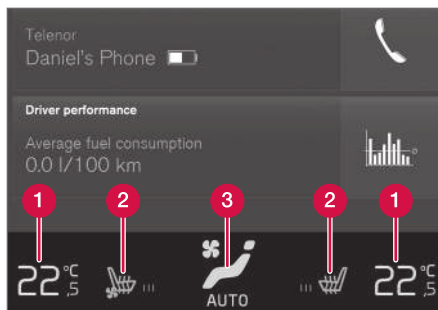 Telenor
Daniel's Phone
Driver performance
Average fuel consumption
0.0 l/100 km
1 2 3 2 1
22,5 °C AUTO 22,5 °C